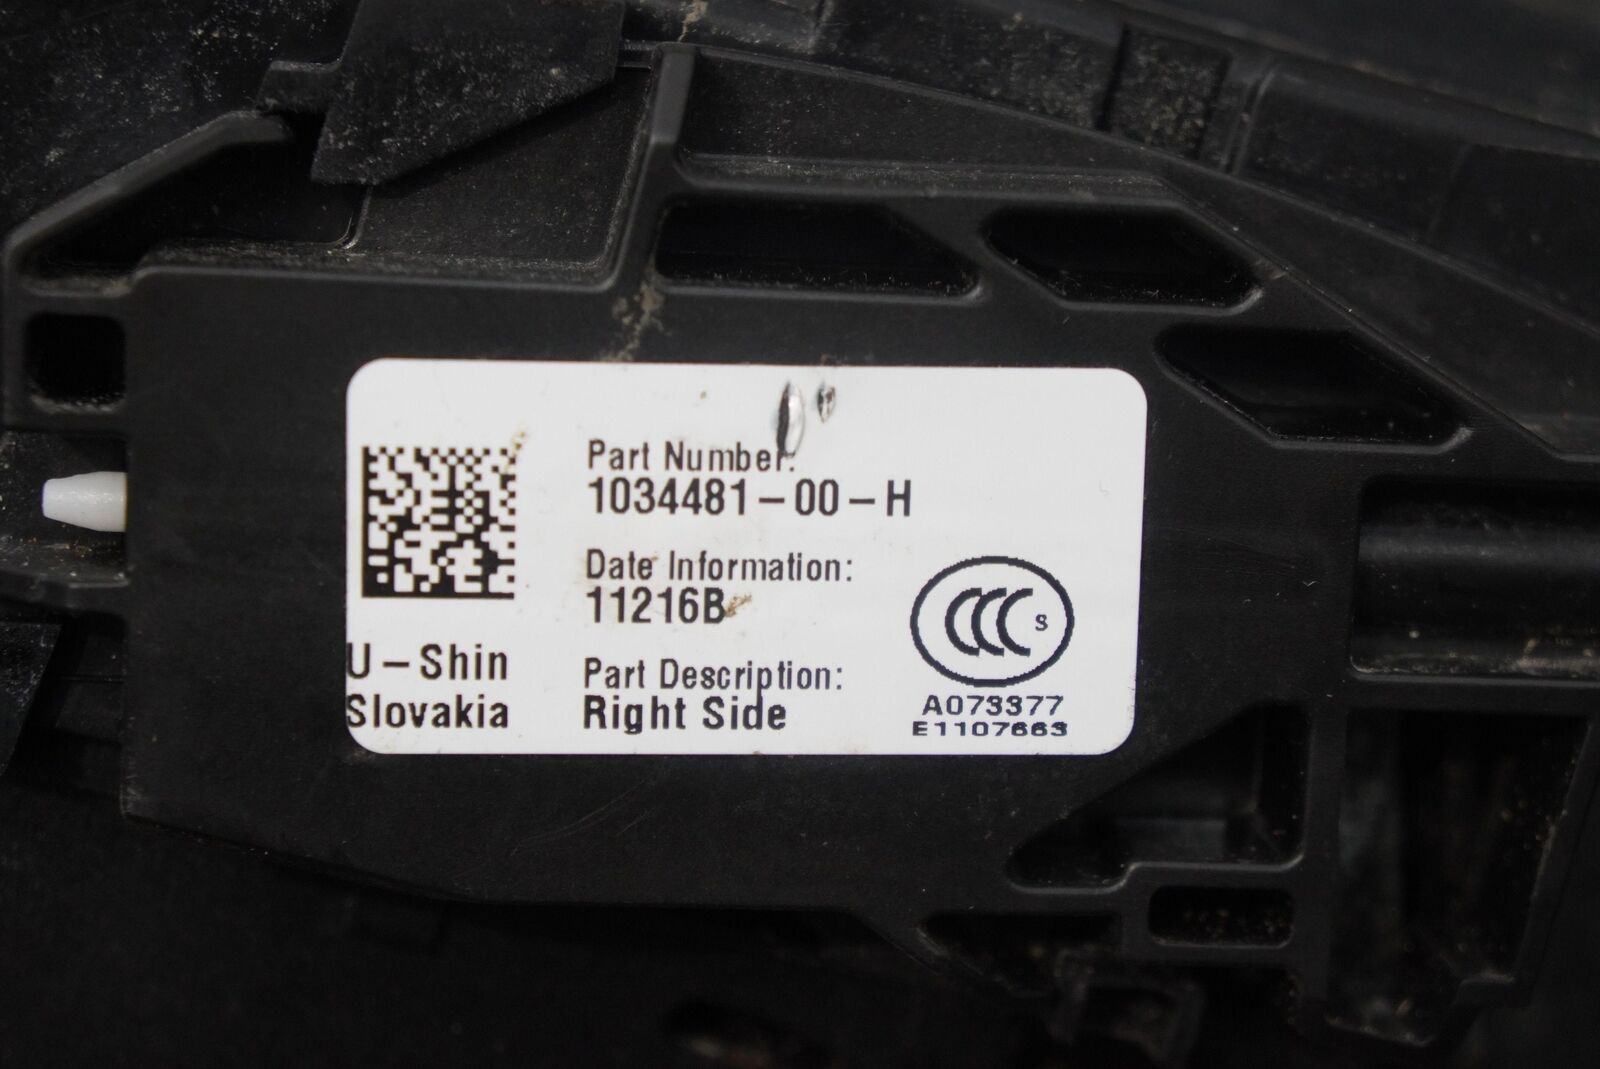 Part Number:
1034481-00-H
Date Information:
11216B
Part Description:
Right Side
U-Shin
Slovakia
CCC S
A073377
E1107663